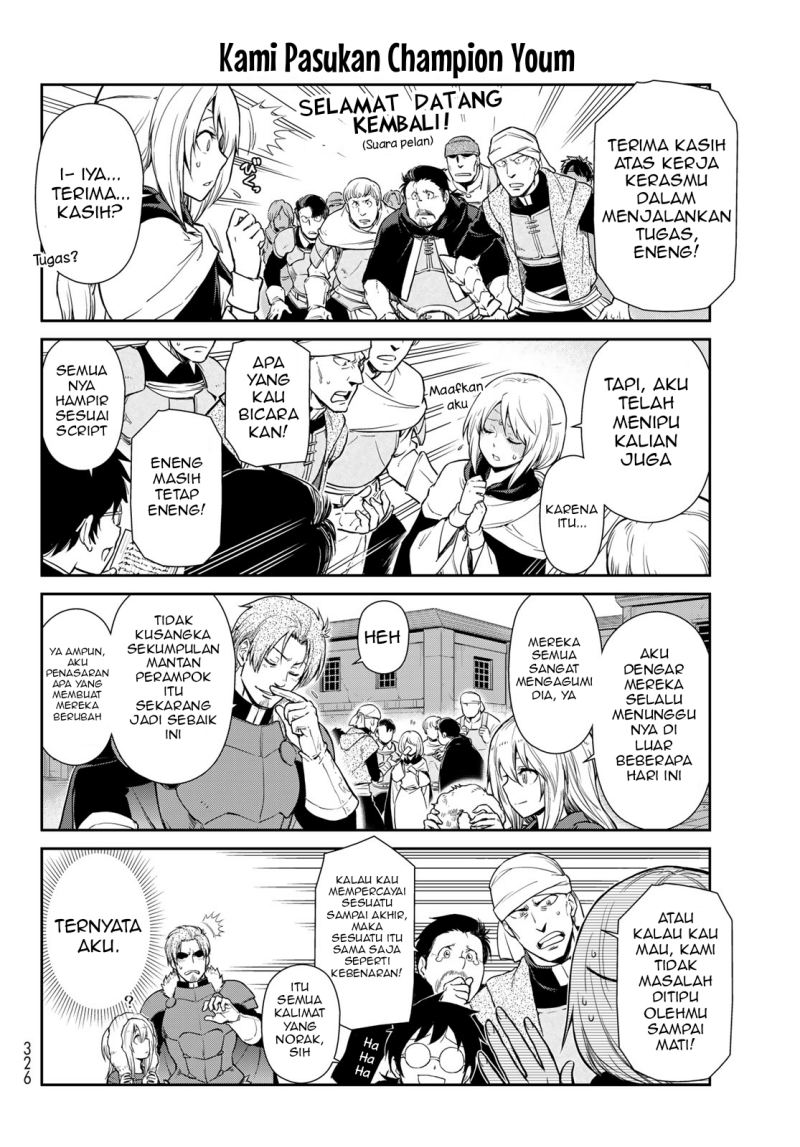 Kami Pasukan Champion Youm
TERIMA KASIH
ATAS KERJA
KERASMU
DALAM
MENJALANKAN
TUGAS,
ENENG!
SELAMAT DATANG
KEMBALI!
(Suara pelan)
I- IYA...
TERIMA...
KASIH?
Tugas?
TAPI, AKU
TELAH
MENIPU
KALIAN
JUGA
KARENA
ITU...
Maafkan
aku
APA
YANG
KAU
BICARA
KAN!
ENENG
MASIH
TETAP
ENENG!
SEMUA
NYA
HAMPIR
SESUAI
SCRIPT
AKU
DENGAR
MEREKA
SELALU
MENUNGGU
NYA DI
LUAR
BEBERAPA
HARI INI
MEREKA
SEMUA
SANGAT
MENGAGUMI
DIA, YA
HEH
TIDAK
KUSANGKA
SEKUMPULAN
MANTAN
PERAMPOK
ITU
SEKARANG
JADI SEBAIK
INI
YA AMPUN,
AKU
PENASARAN
APA YANG
MEMBUAT
MEREKA
BERUBAH
ATAU
KALAU KAU
MAU, KAMI
TIDAK
MASALAH
DITIPU
OLEHMU
SAMPAI
MATI!
KALAU KAU
MEMPERCAYAI
SESUATU
SAMPAI AKHIR,
MAKA
SESUATU ITU
SAMA SAJA
SEPERTI
KEBENARAN!
Ha
Ha
Ha
ITU
SEMUA
KALIMAT
YANG
NORAK,
SIH
TERNYATA
AKU.
?
326